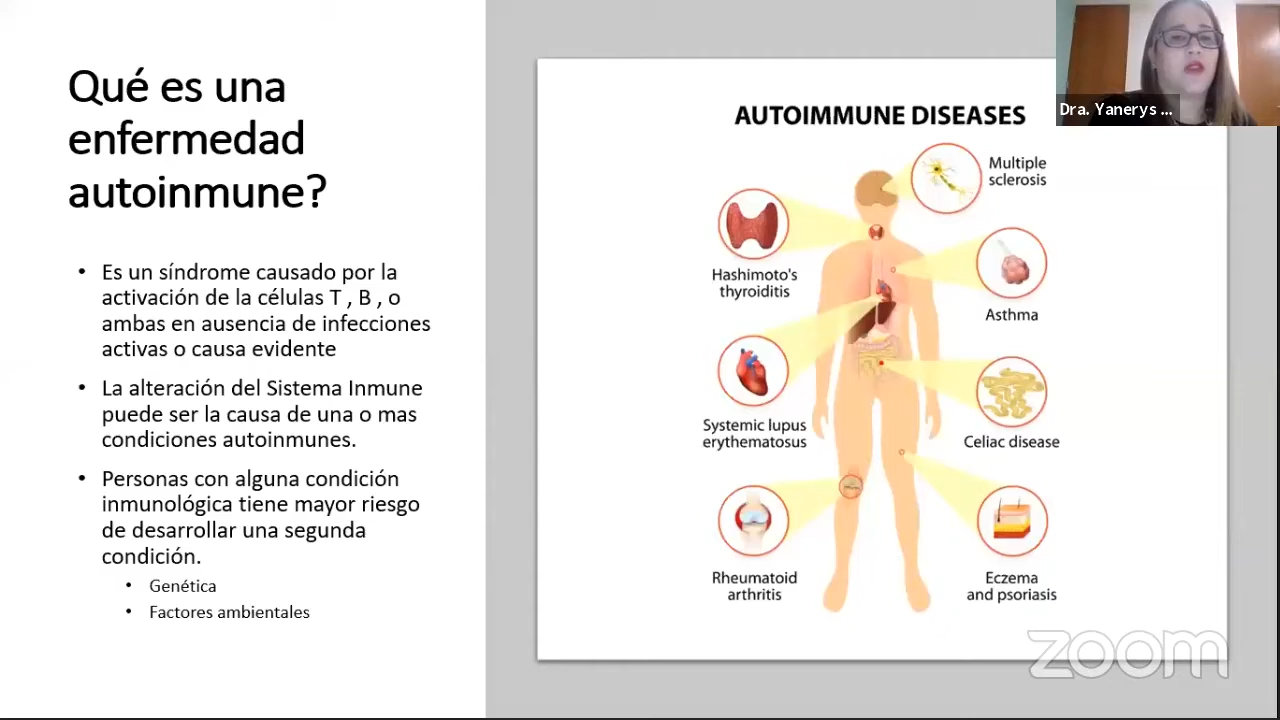 Qué es una
enfermedad
autoinmune?
• Es un síndrome causado por la
activación de la células T , B , o
ambas en ausencia de infecciones
activas o causa evidente
• La alteración del Sistema Inmune
puede ser la causa de una o mas
condiciones autoinmunes.
• Personas con alguna condición
inmunológica tiene mayor riesgo
de desarrollar una segunda
condición.
• Genética
• Factores ambientales
AUTOIMMUNE DISEASES
Multiple
sclerosis
Hashimoto's
thyroiditis
Asthma
Systemic lupus
erythematosus
Celiac disease
Rheumatoid
arthritis
Eczema
and psoriasis
Dra. Yanerys ...
zoom